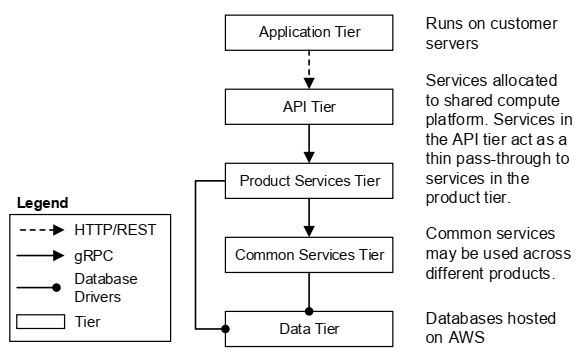 Application Tier
Runs on customer
servers
API Tier
Services allocated
to shared compute
platform. Services in
the API tier act as a
thin pass-through to
services in the
product tier.
Product Services Tier
Common Services Tier
Common services
may be used across
different products.
Data Tier
Databases hosted
on AWS
Legend
HTTP/REST
gRPC
Database
Drivers
Tier